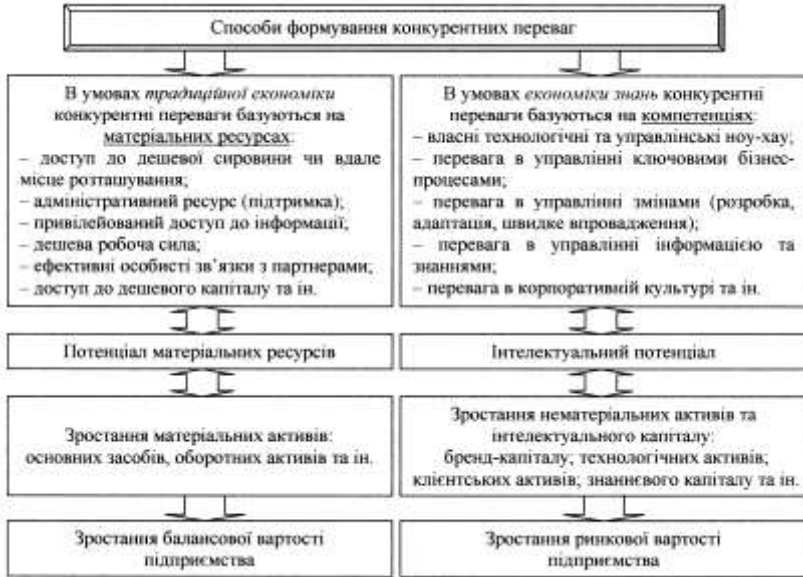 Способи формування конкурентних переваг
В умовах традиційної економіки
конкурентні переваги базуються на
матеріальних ресурсах:
– доступ до дешевої сировини чи вдале
місце розташування;
– адміністративний ресурс (підтримка);
– привілейований доступ до інформації;
– дешева робоча сила;
– ефективні особисті зв’язки з партнерами;
– доступ до дешевого капіталу та ін.
В умовах економіки знань конкурентні
переваги базуються на компетенціях:
– власні технологічні та управлінські ноу-хау;
– перевага в управлінні ключовими бізнес-
процесами;
– перевага в управлінні змінами (розробка,
адаптація, швидке впровадження);
– перевага в управлінні інформацією та
знаннями;
– перевага в корпоративній культурі та ін.
Потенціал матеріальних ресурсів
Інтелектуальний потенціал
Зростання матеріальних активів:
основних засобів, оборотних активів та ін.
Зростання нематеріальних активів та
інтелектуального капіталу:
бренд-капіталу; технологічних активів;
клієнтських активів; знаннєвого капіталу та ін.
Зростання балансової вартості
підприємства
Зростання ринкової вартості
підприємства